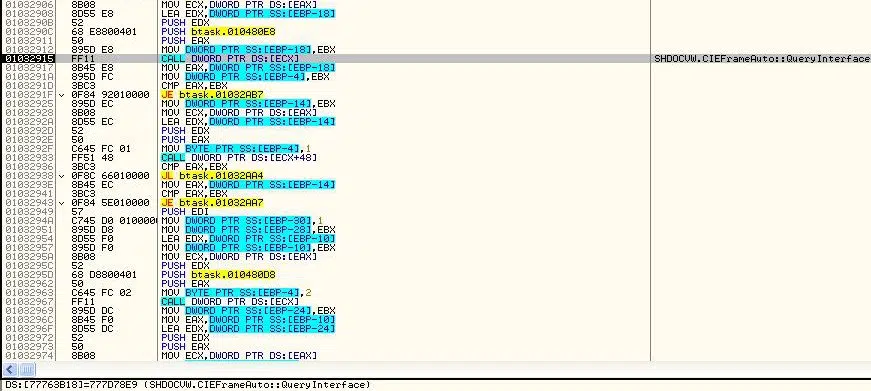 01032906 8B08 MOV ECX,DWORD PTR DS:[EAX]
01032908 8D55 E8 LEA EDX,DWORD PTR SS:[EBP-18]
0103290B 52 PUSH EDX
0103290C 68 E8800401 PUSH btask.010480E8
01032911 50 PUSH EAX
01032912 895D E8 MOV DWORD PTR SS:[EBP-18],EBX
01032915 FF11 CALL DWORD PTR DS:[ECX] SHDOCVW.CIEFrameAuto::QueryInterface
01032917 8B45 E8 MOV EAX,DWORD PTR SS:[EBP-18]
0103291A 895D FC MOV DWORD PTR SS:[EBP-4],EBX
0103291D 3BC3 CMP EAX,EBX
0103291F 0F84 92010000 JE btask.01032AB7
01032925 895D EC MOV DWORD PTR SS:[EBP-14],EBX
01032928 8B08 MOV ECX,DWORD PTR DS:[EAX]
0103292A 8D55 EC LEA EDX,DWORD PTR SS:[EBP-14]
0103292D 52 PUSH EDX
0103292E 50 PUSH EAX
0103292F C645 FC 01 MOV BYTE PTR SS:[EBP-4],1
01032933 FF51 48 CALL DWORD PTR DS:[ECX+48]
01032936 3BC3 CMP EAX,EBX
01032938 0F8C 66010000 JL btask.01032AA4
0103293E 8B45 EC MOV EAX,DWORD PTR SS:[EBP-14]
01032941 3BC3 CMP EAX,EBX
01032943 0F84 5E010000 JE btask.01032AA7
01032949 57 PUSH EDI
0103294A C745 D0 010000 MOV DWORD PTR SS:[EBP-30],1
01032951 895D D8 MOV DWORD PTR SS:[EBP-28],EBX
01032954 8D55 F0 LEA EDX,DWORD PTR SS:[EBP-10]
01032957 895D F0 MOV DWORD PTR SS:[EBP-10],EBX
0103295A 8B08 MOV ECX,DWORD PTR DS:[EAX]
0103295C 52 PUSH EDX
0103295D 68 D8800401 PUSH btask.010480D8
01032962 50 PUSH EAX
01032963 C645 FC 02 MOV BYTE PTR SS:[EBP-4],2
01032967 FF11 CALL DWORD PTR DS:[ECX]
01032969 895D DC MOV DWORD PTR SS:[EBP-24],EBX
0103296C 8B45 F0 MOV EAX,DWORD PTR SS:[EBP-10]
0103296F 8D55 DC LEA EDX,DWORD PTR SS:[EBP-24]
01032972 52 PUSH EDX
01032973 50 PUSH EAX
01032974 8B08 MOV ECX,DWORD PTR DS:[EAX]
DS:[77763B18]=777D78E9 (SHDOCVW.CIEFrameAuto::QueryInterface)